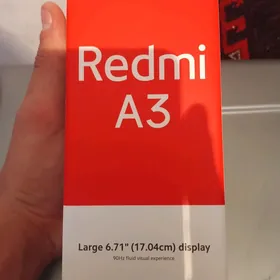 Redmi
A3
Large 6.71" (17.04cm) display
90Hz fluid visual experience